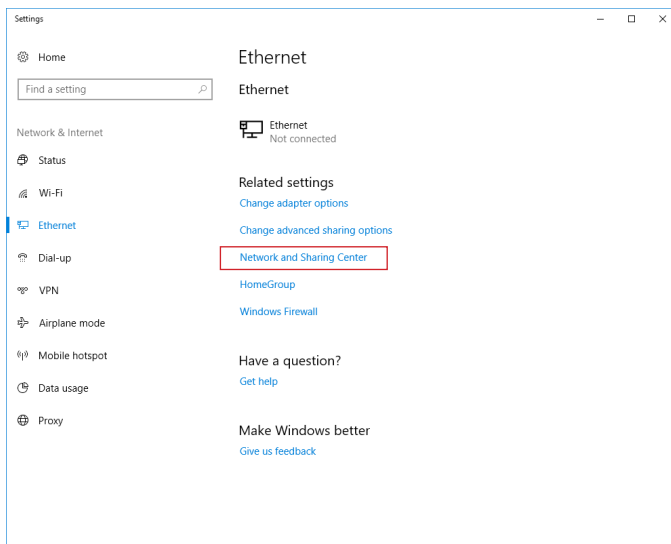 Settings
Home
Find a setting
Network & Internet
Status
Wi-Fi
Ethernet
Dial-up
VPN
Airplane mode
Mobile hotspot
Data usage
Proxy
Ethernet
Ethernet
Ethernet
Not connected
Related settings
Change adapter options
Change advanced sharing options
Network and Sharing Center
HomeGroup
Windows Firewall
Have a question?
Get help
Make Windows better
Give us feedback